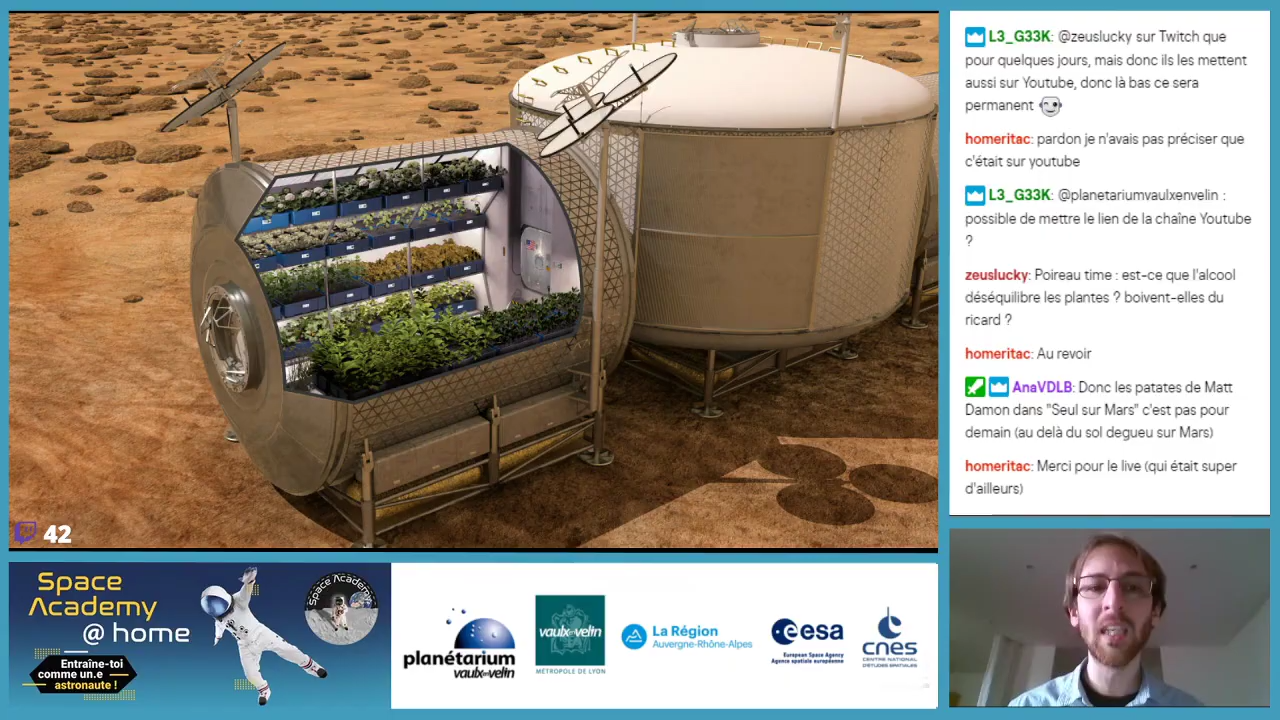 L3_G33K: @zeuslucky sur Twitch que
pour quelques jours, mais donc ils les mettent
aussi sur Youtube, donc là bas ce sera
permanent
homeritac: pardon je n'avais pas préciser que
c'était sur youtube
L3_G33K: @planetariumvaulxenvelin :
possible de mettre le lien de la chaîne Youtube
?
zeuslucky: Poireau time : est-ce que l'alcool
déséquilibre les plantes ? boivent-elles du
ricard ?
homeritac: Au revoir
AnaVDLB: Donc les patates de Matt
Damon dans "Seul sur Mars" c'est pas pour
demain (au delà du sol degueu sur Mars)
homeritac: Merci pour le live (qui était super
d'ailleurs)
42
Space
Academy
@ home
Entraîne-toi
comme un.e
astronaute !
Space Academy
planétarium
vaulx en velin
vaulx en velin
MÉTROPOLE DE LYON
La Région
Auvergne-Rhône-Alpes
esa
European Space Agency
Agence spatiale européenne
cnes
CENTRE NATIONAL
D'ÉTUDES SPATIALES